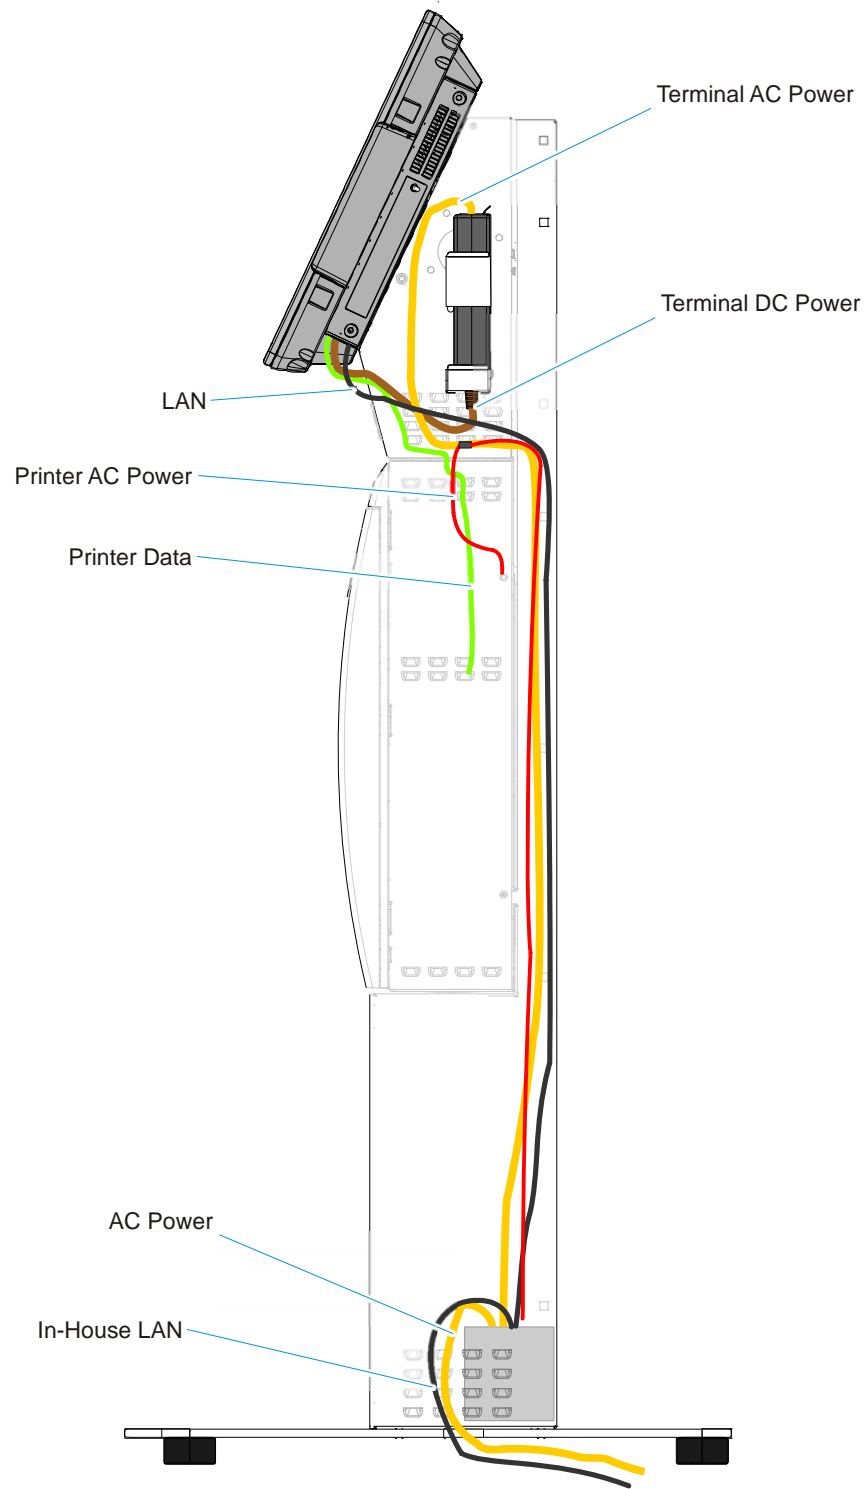 Terminal AC Power
Terminal DC Power
LAN
Printer AC Power
Printer Data
AC Power
In-House LAN